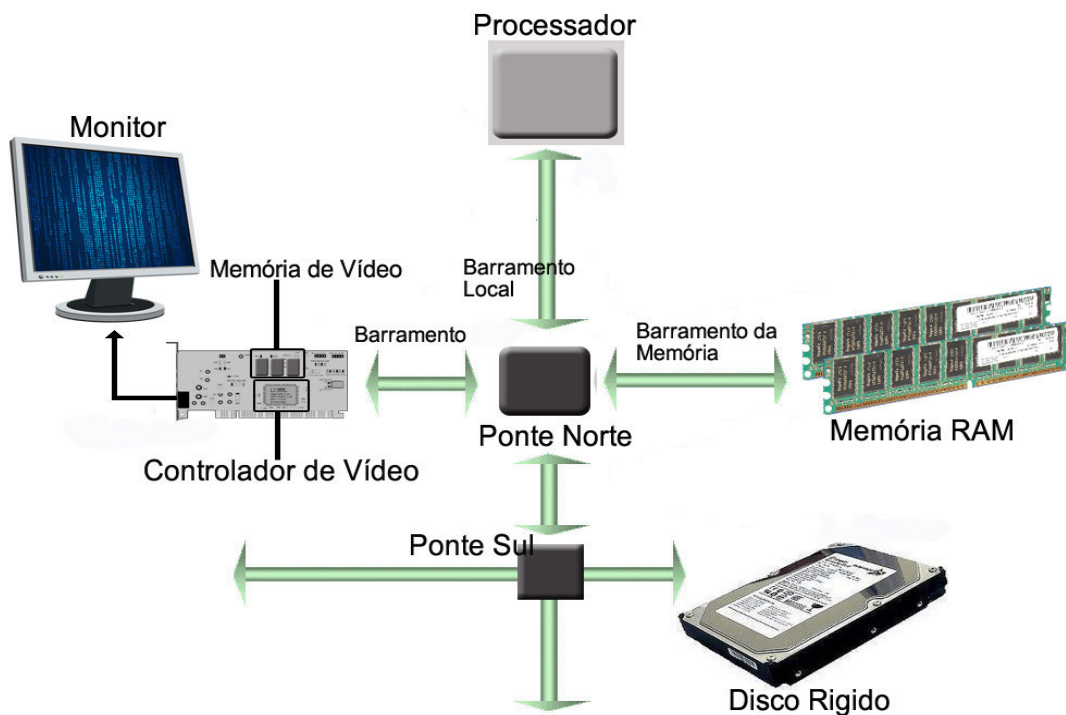 Processador
Monitor
Memória de Vídeo
Barramento
Local
Barramento
Barramento da
Memória
Ponte Norte
Memória RAM
Controlador de Vídeo
Ponte Sul
Disco Rigido